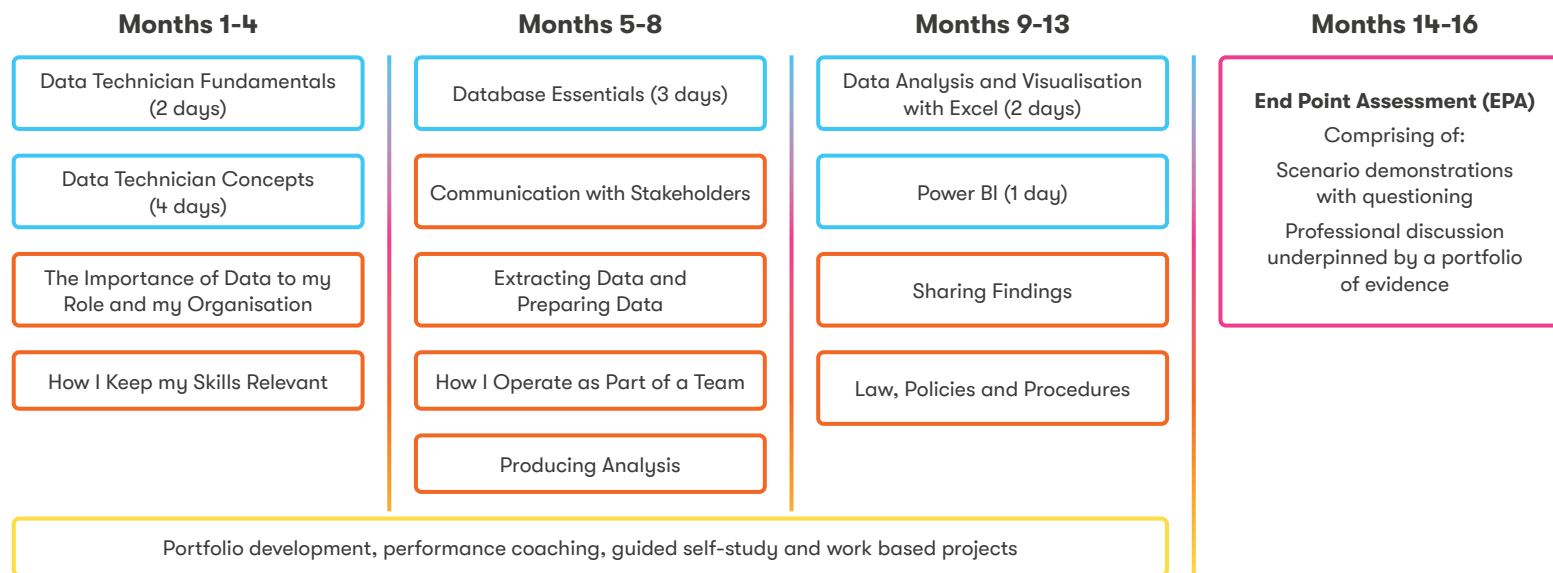 Months 1-4
Data Technician Fundamentals
(2 days)
Data Technician Concepts
(4 days)
The Importance of Data to my
Role and my Organisation
How I Keep my Skills Relevant
Months 5-8
Database Essentials (3 days)
Communication with Stakeholders
Extracting Data and
Preparing Data
How I Operate as Part of a Team
Producing Analysis
Months 9-13
Data Analysis and Visualisation
with Excel (2 days)
Power BI (1 day)
Sharing Findings
Law, Policies and Procedures
Months 14-16
End Point Assessment (EPA)
Comprising of:
Scenario demonstrations
with questioning
Professional discussion
underpinned by a portfolio
of evidence
Portfolio development, performance coaching, guided self-study and work based projects